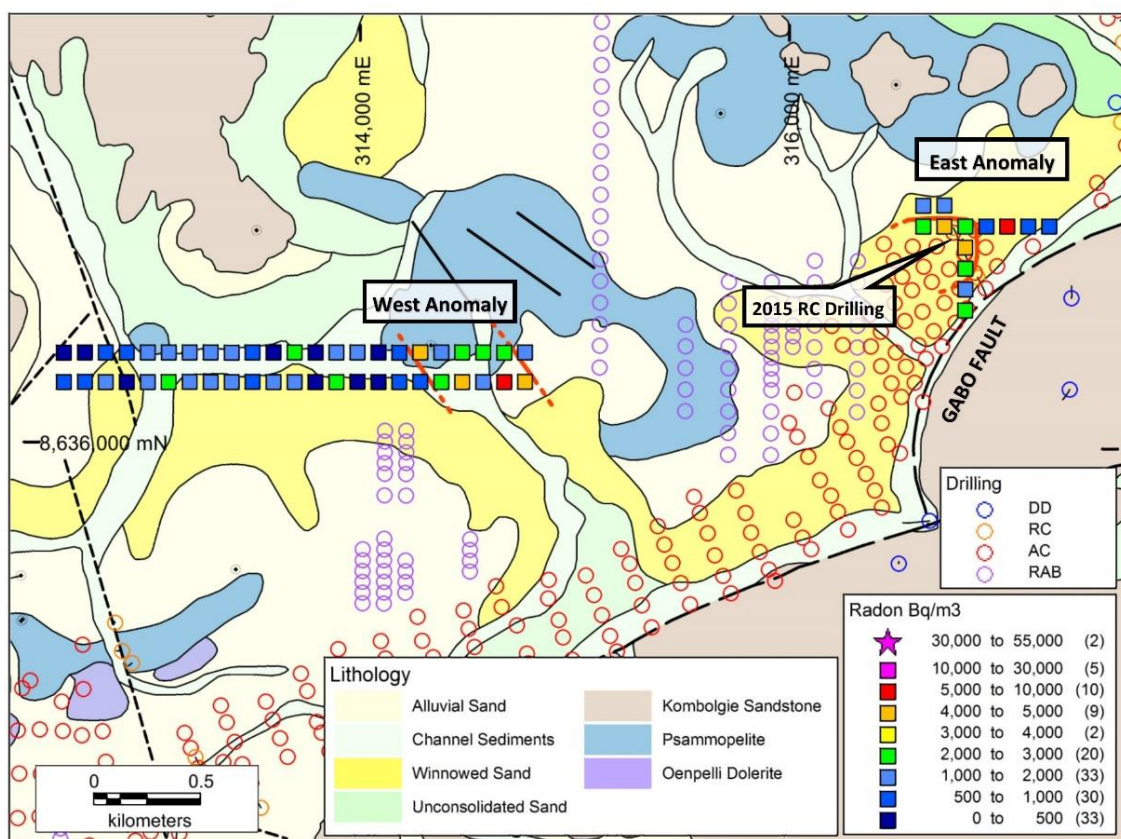 314,000 mE
316,000 mE
East Anomaly
West Anomaly
2015 RC Drilling
GABO FAULT
8,636,000 mN
Drilling
DD
RC
AC
RAB
Radon Bq/m3
30,000 to 55,000 (2)
10,000 to 30,000 (5)
5,000 to 10,000 (10)
4,000 to 5,000 (9)
3,000 to 4,000 (2)
2,000 to 3,000 (20)
1,000 to 2,000 (33)
500 to 1,000 (30)
0 to 500 (33)
Lithology
Alluvial Sand
Channel Sediments
Winnowed Sand
Unconsolidated Sand
Kombolgie Sandstone
Psammopelite
Oenpelli Dolerite
0 0.5
kilometers